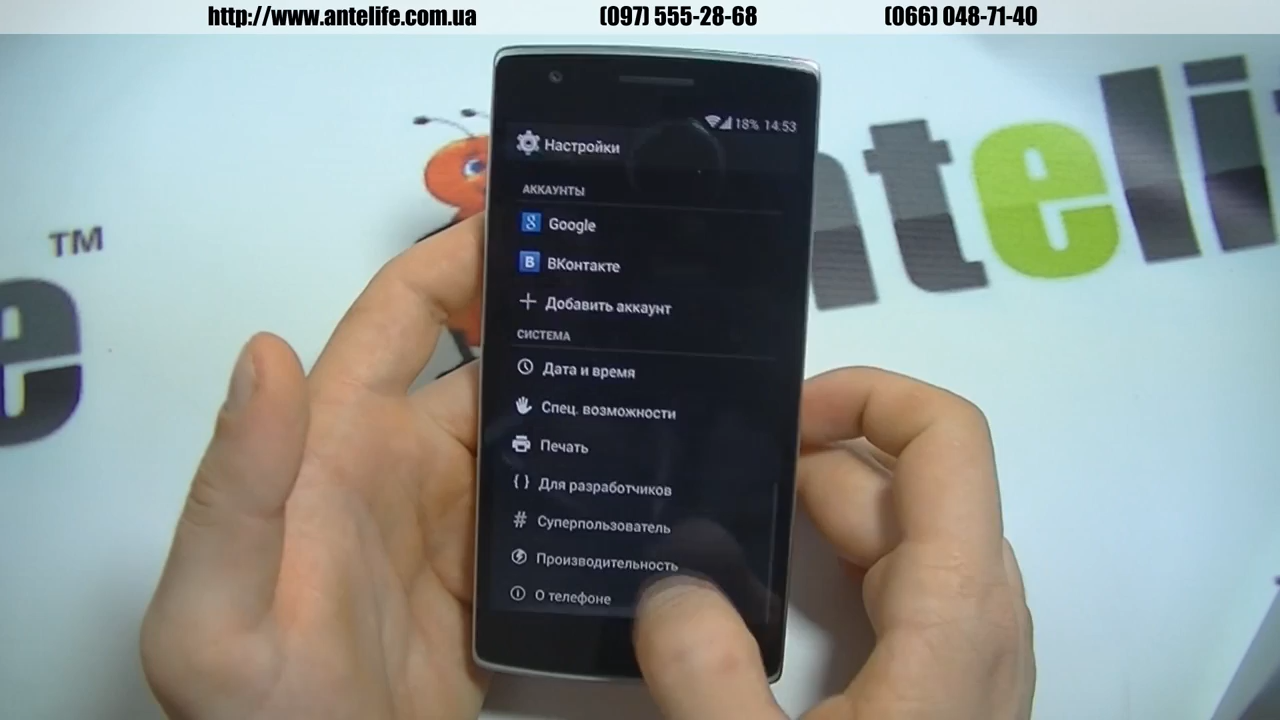 http://www.antelife.com.ua (097) 555-28-68 (066) 048-71-40
TM
e
nteli
18% 14:53
Настройки
АККАУНТЫ
Google
ВКонтакте
Добавить аккаунт
СИСТЕМА
Дата и время
Спец. возможности
Печать
{ } Для разработчиков
# Суперпользователь
Производительность
О телефоне